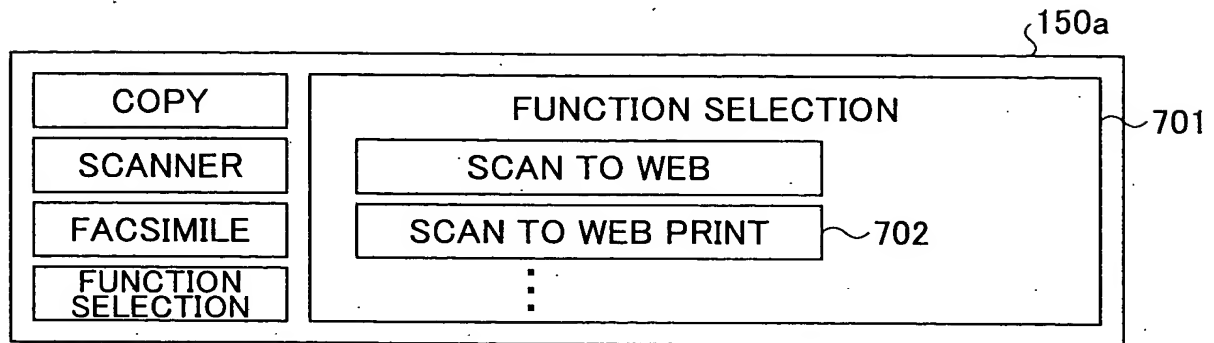 150a
COPY
SCANNER
FACSIMILE
FUNCTION
SELECTION
FUNCTION SELECTION
701
SCAN TO WEB
SCAN TO WEB PRINT
702